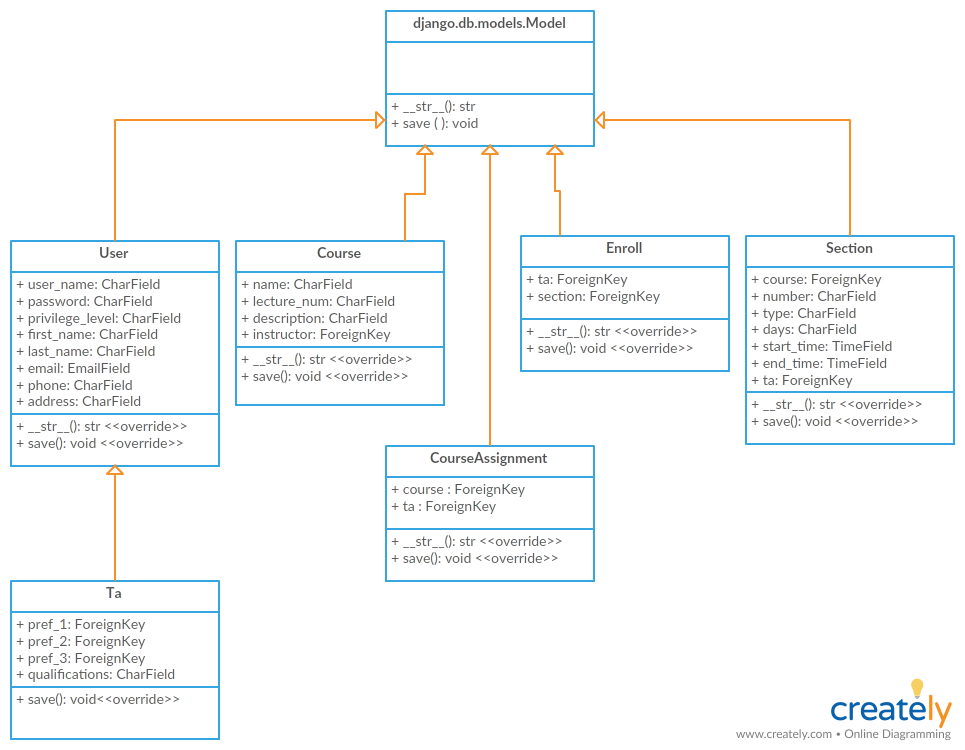 django.db.models.Model
+ __str__(): str
+ save ( ): void
User
+ user_name: CharField
+ password: CharField
+ privilege_level: CharField
+ first_name: CharField
+ last_name: CharField
+ email: EmailField
+ phone: CharField
+ address: CharField
+ __str__(): str <<override>>
+ save(): void <<override>>
Course
+ name: CharField
+ lecture_num: CharField
+ description: CharField
+ instructor: ForeignKey
+ __str__(): str <<override>>
+ save(): void <<override>>
Enroll
+ ta: ForeignKey
+ section: ForeignKey
+ __str__(): str <<override>>
+ save(): void <<override>>
Section
+ course: ForeignKey
+ number: CharField
+ type: CharField
+ days: CharField
+ start_time: TimeField
+ end_time: TimeField
+ ta: ForeignKey
+ __str__(): str <<override>>
+ save(): void <<override>>
CourseAssignment
+ course : ForeignKey
+ ta : ForeignKey
+ __str__(): str <<override>>
+ save(): void <<override>>
Ta
+ pref_1: ForeignKey
+ pref_2: ForeignKey
+ pref_3: ForeignKey
+ qualifications: CharField
+ save(): void<<override>>
creately
www.creately.com • Online Diagramming